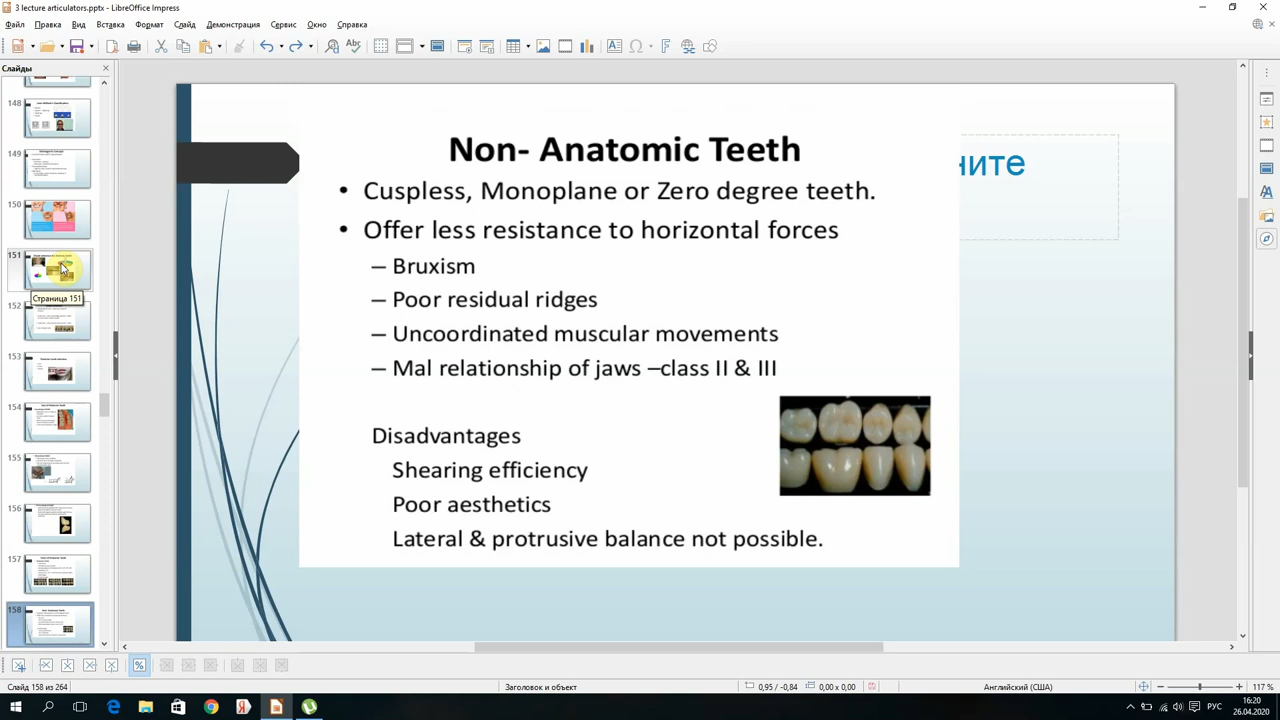 3 lecture articulators.pptx - LibreOffice Impress
Файл Правка Вид Вставка Формат Слайд Демонстрация Сервис Окно Справка
Слайды
148
149
150
151
Страница 151
152
153
154
155
156
157
158
Non- Anatomic Teeth
ните
• Cuspless, Monoplane or Zero degree teeth.
• Offer less resistance to horizontal forces
– Bruxism
– Poor residual ridges
– Uncoordinated muscular movements
– Mal relationship of jaws –class II & III
Disadvantages
Shearing efficiency
Poor aesthetics
Lateral & protrusive balance not possible.
Слайд 158 из 264 Заголовок и объект 0,95 / -0,84 0,00 x 0,00 Английский (США) 117 %
РУС 16:20
26.04.2020